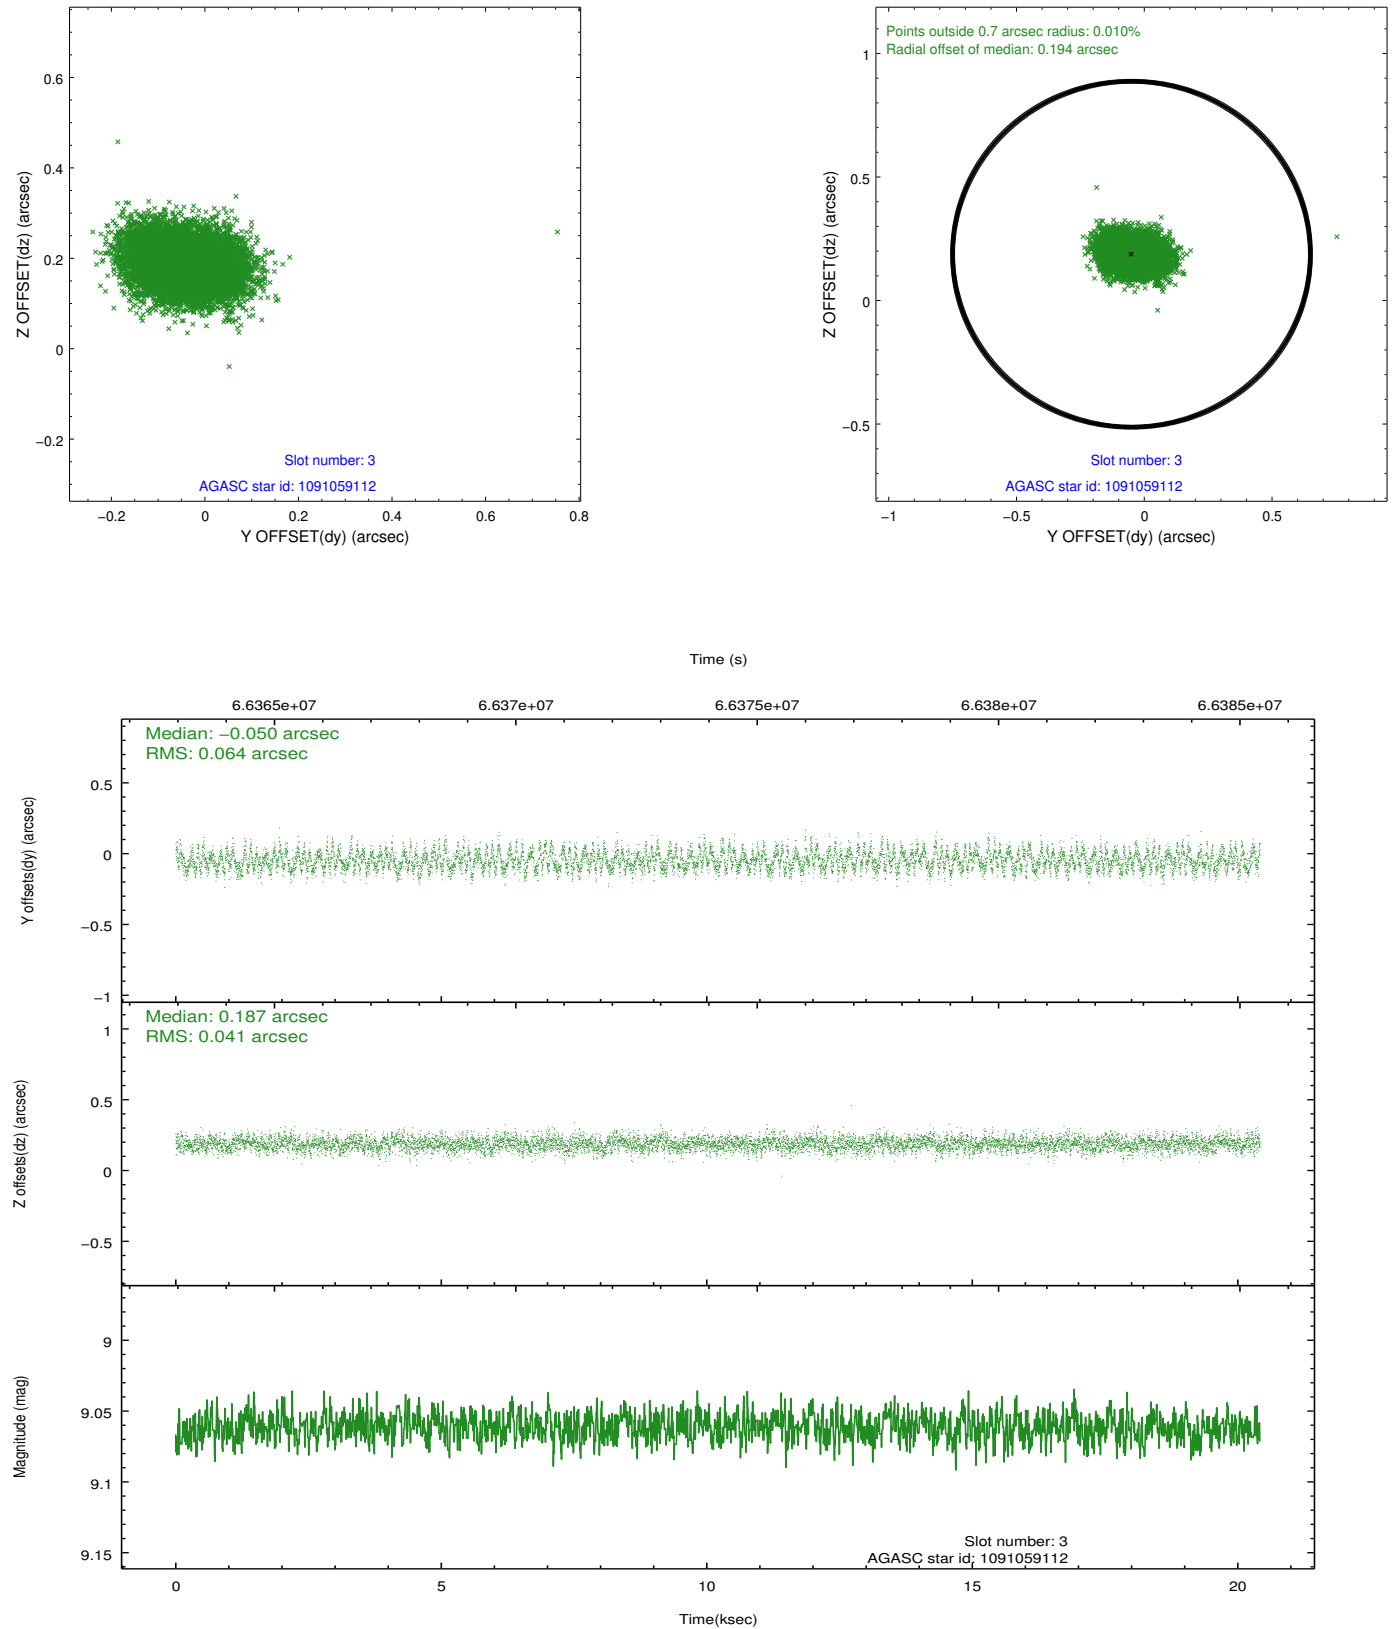 0.6
0.4
0.2
0
−0.2
Z OFFSET(dz) (arcsec)
Slot number: 3
AGASC star id: 1091059112
−0.2 0 0.2 0.4 0.6 0.8
Y OFFSET(dy) (arcsec)
Points outside 0.7 arcsec radius: 0.010%
Radial offset of median: 0.194 arcsec
1
0.5
0
−0.5
Z OFFSET(dz) (arcsec)
Slot number: 3
AGASC star id: 1091059112
−1 −0.5 0 0.5
Y OFFSET(dy) (arcsec)
Time (s)
6.6365e+07 6.637e+07 6.6375e+07 6.638e+07 6.6385e+07
Median: −0.050 arcsec
RMS: 0.064 arcsec
0.5
0
−0.5
−1
Y offsets(dy) (arcsec)
Median: 0.187 arcsec
RMS: 0.041 arcsec
1
0.5
0
−0.5
Z offsets(dz) (arcsec)
9
9.05
9.1
9.15
Magnitude (mag)
Slot number: 3
AGASC star id: 1091059112
0 5 10 15 20
Time(ksec)